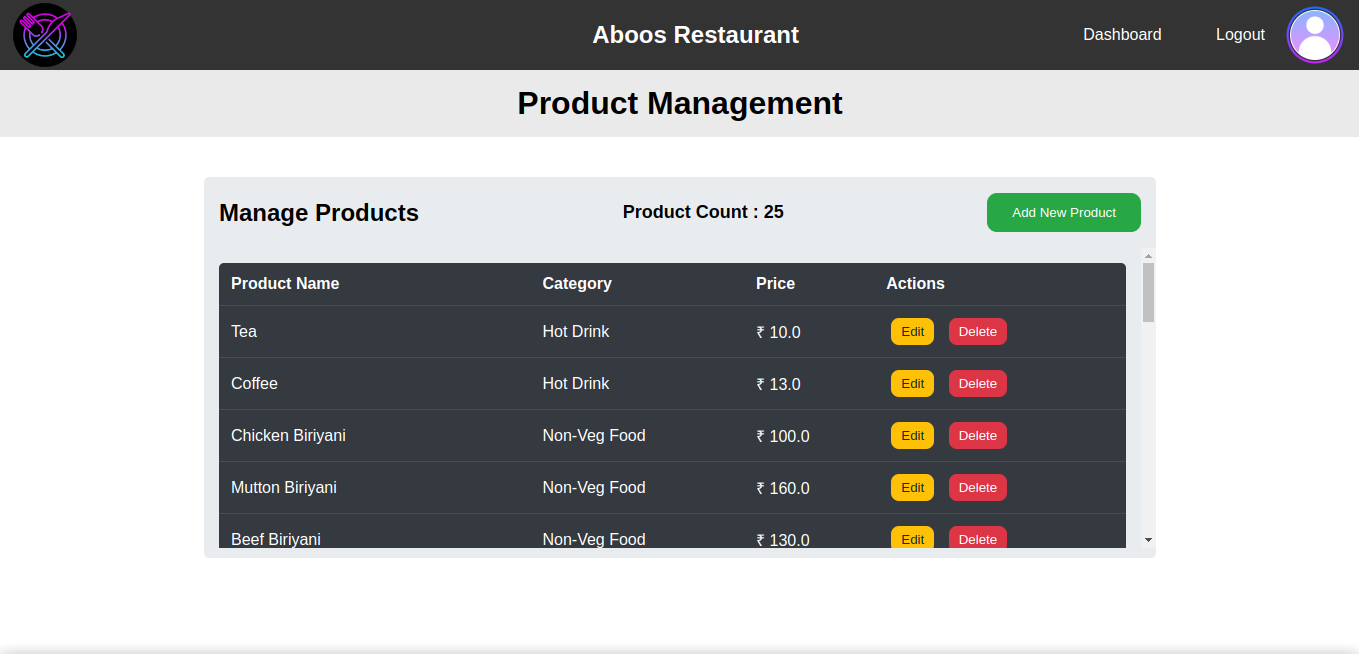 Aboos Restaurant Dashboard Logout
Product Management
Manage Products Product Count : 25 Add New Product
Product Name Category Price Actions
Tea Hot Drink ₹ 10.0 Edit Delete
Coffee Hot Drink ₹ 13.0 Edit Delete
Chicken Biriyani Non-Veg Food ₹ 100.0 Edit Delete
Mutton Biriyani Non-Veg Food ₹ 160.0 Edit Delete
Beef Biriyani Non-Veg Food ₹ 130.0 Edit Delete